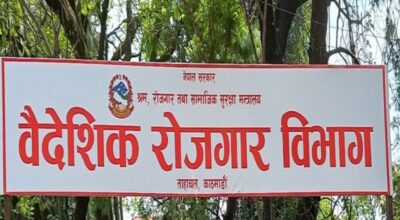 नेपाल सरकार
श्रम, रोजगार तथा सामाजिक सुरक्षा मन्त्रालय
वैदेशिक रोजगार विभाग
ताहाचल, काठमाडौं